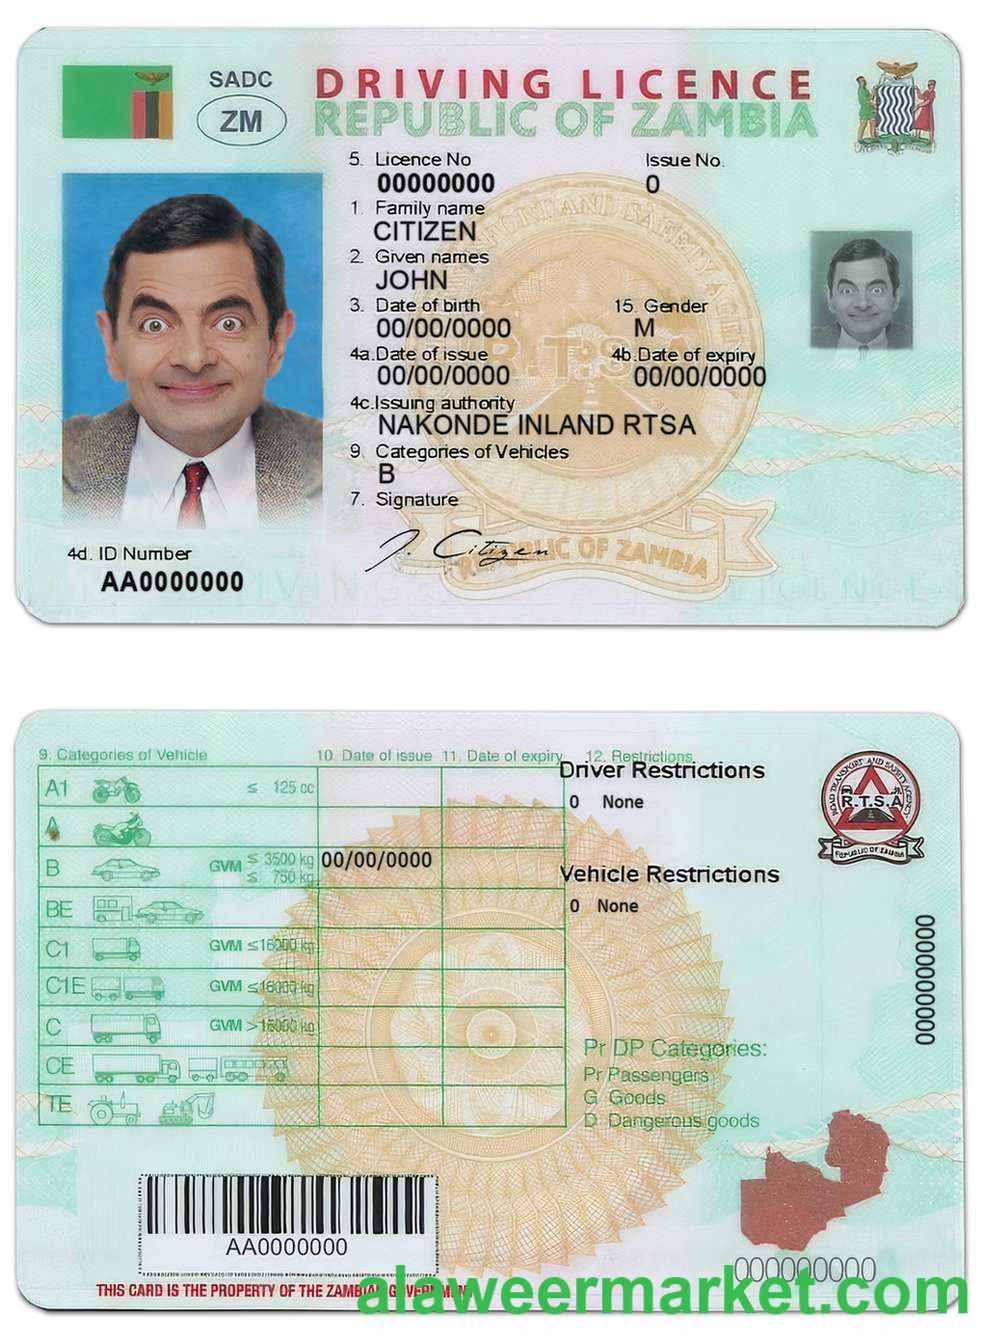 SADC
ZM
DRIVING LICENCE
REPUBLIC OF ZAMBIA
5. Licence No
Issue No.
00000000
0
1. Family name
CITIZEN
2. Given names
JOHN
3. Date of birth
15. Gender
00/00/0000
M
4a.Date of issue
4b.Date of expiry
00/00/0000
00/00/0000
4c.Issuing authority
NAKONDE INLAND RTSA
9. Categories of Vehicles
B
7. Signature
J. Citizen
4d. ID Number
AA0000000
R.T.S.A
REPUBLIC OF ZAMBIA
9. Categories of Vehicle
10. Date of issue
11. Date of expiry
12. Restrictions
Driver Restrictions
0 None
A1
≤ 125 cc
A
B
GVM ≤ 3500 kg
≤ 750 kg
00/00/0000
Vehicle Restrictions
0 None
BE
C1
GVM ≤16000 kg
C1E
GVM ≤16000 kg
C
GVM >16000 kg
CE
TE
Pr DP Categories:
Pr Passengers
G Goods
D Dangerous goods
ROAD TRANSPORT AND SAFETY AGENCY
R.T.S.A
REPUBLIC OF ZAMBIA
0000000000
AA0000000
0000000000
THIS CARD IS THE PROPERTY OF THE ZAMBIAN GOVERNMENT
alaweermarket.com